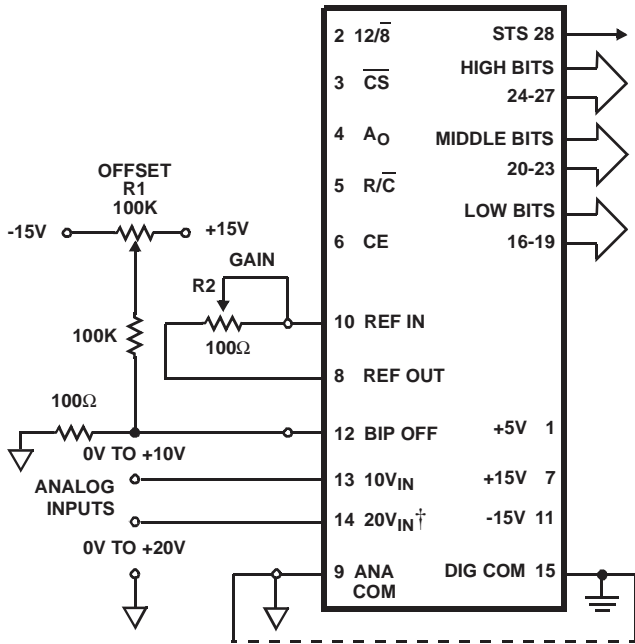 2 12/8̅
STS 28
HIGH BITS
24-27
3 C̅S̅
4 A₀
MIDDLE BITS
20-23
5 R/C̅
LOW BITS
16-19
6 CE
OFFSET
R1
100K
-15V
+15V
GAIN
R2
100Ω
10 REF IN
8 REF OUT
100K
100Ω
12 BIP OFF
+5V 1
0V TO +10V
13 10VIN
+15V 7
ANALOG
INPUTS
14 20VIN†
-15V 11
0V TO +20V
9 ANA
COM
DIG COM 15